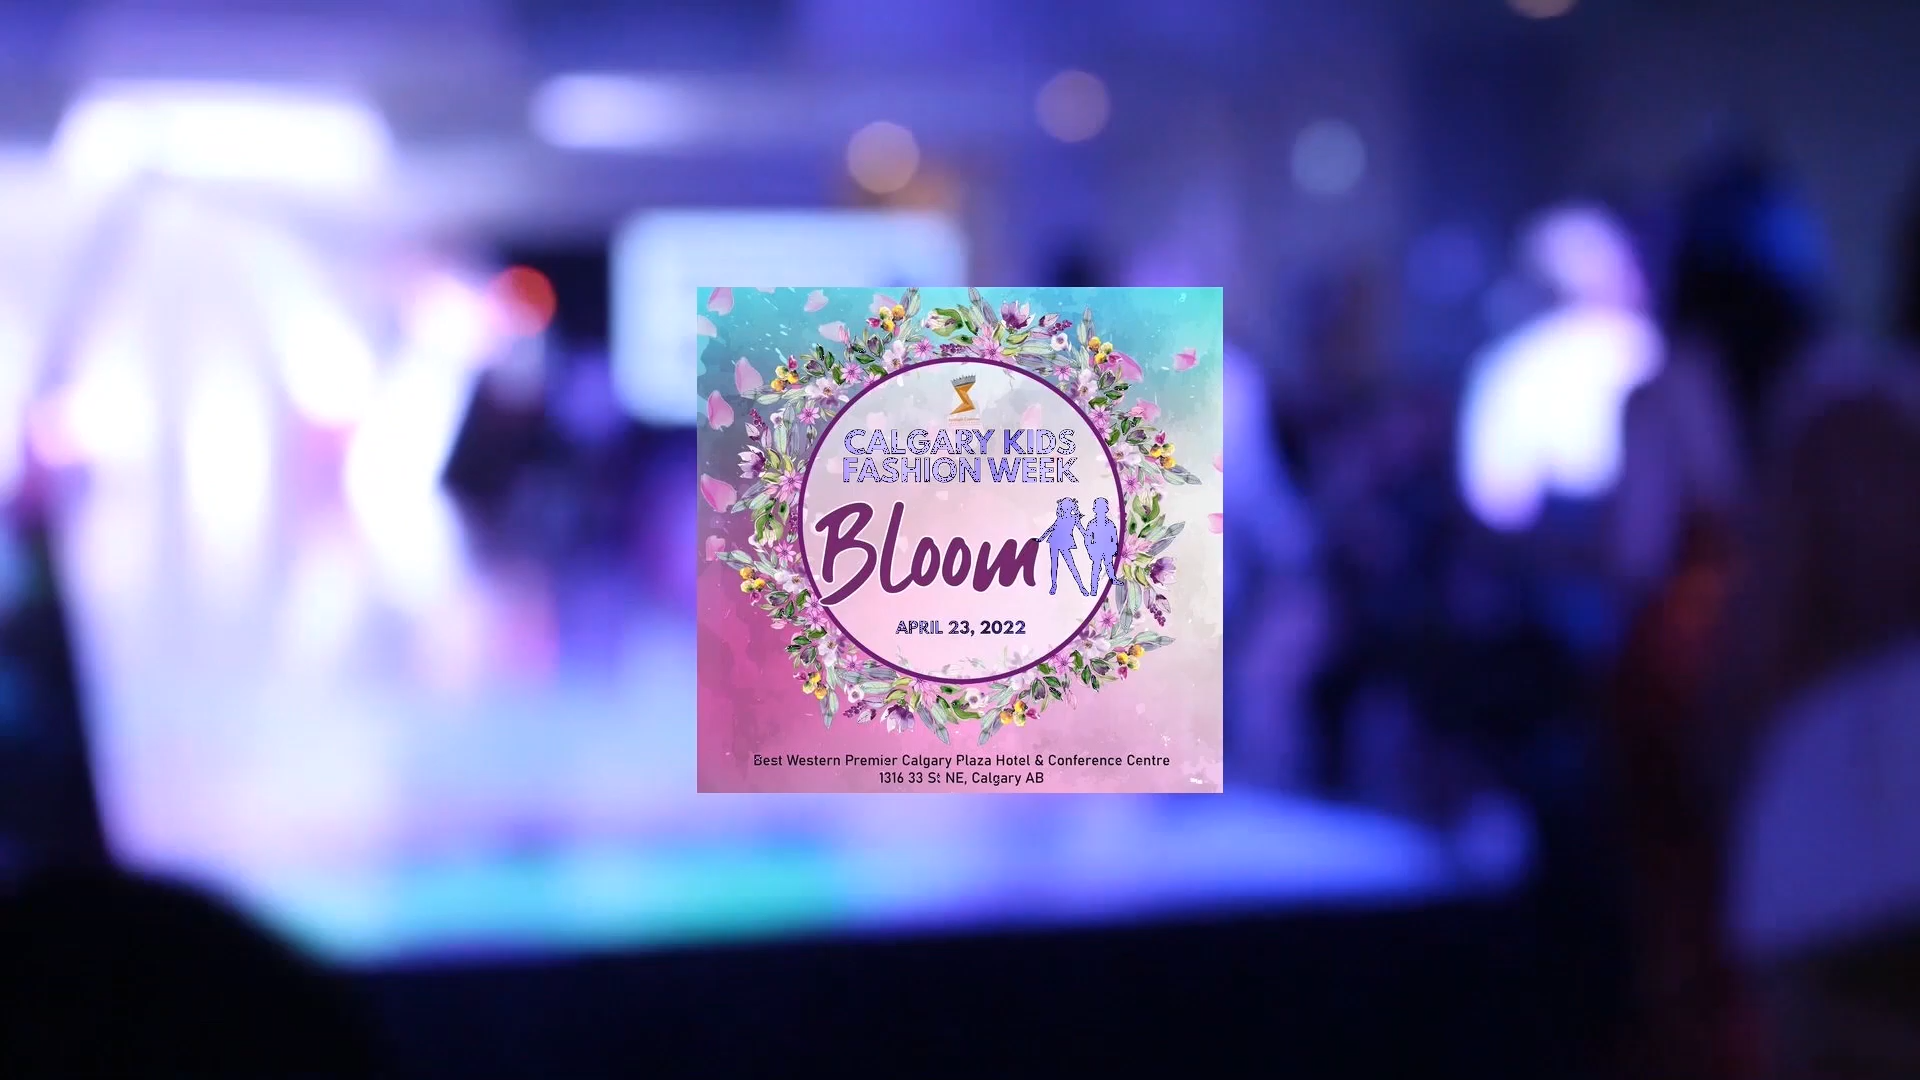 CALGARY KIDS
FASHION WEEK
Bloom
APRIL 23, 2022
Best Western Premier Calgary Plaza Hotel & Conference Centre
1316 33 St NE, Calgary AB